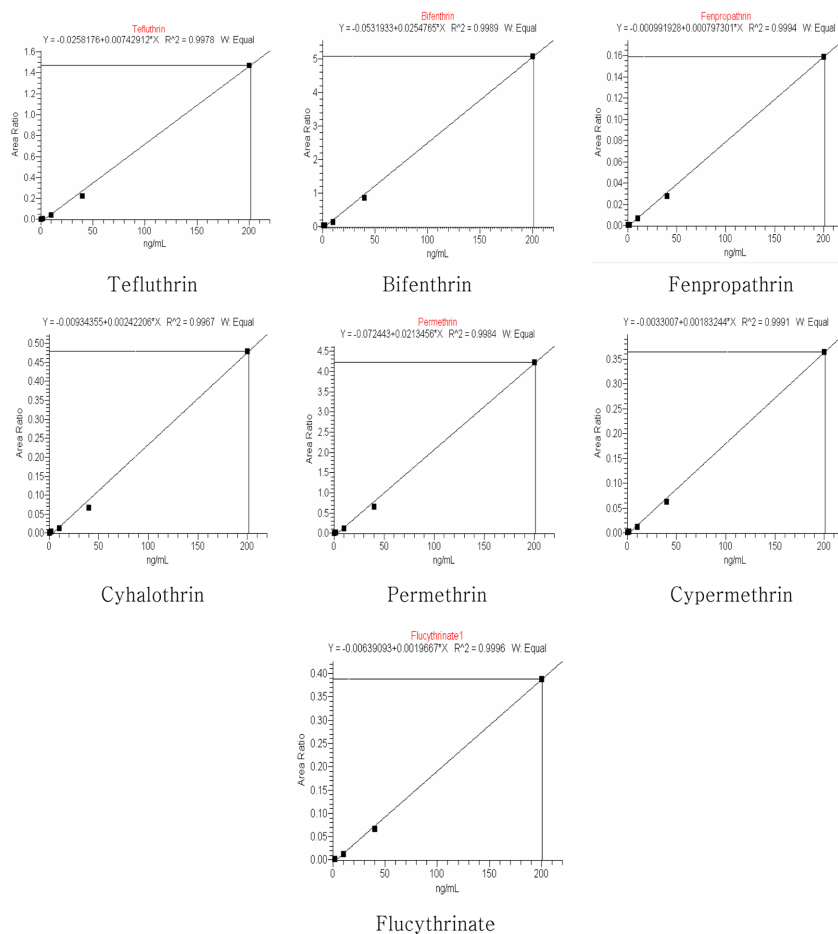 Tefluthrin
Y = -0.0258176+0.00742912*X R^2 = 0.9978 W: Equal
1.6
1.4
1.2
1.0
0.8
0.6
0.4
0.2
0.0
Area Ratio
0 50 100 150 200
ng/mL
Tefluthrin
Bifenthrin
Y = -0.0531933+0.0254765*X R^2 = 0.9989 W: Equal
5
4
3
2
1
0
Area Ratio
0 50 100 150 200
ng/mL
Bifenthrin
Fenpropathrin
Y = -0.000991928+0.000797301*X R^2 = 0.9994 W: Equal
0.16
0.14
0.12
0.10
0.08
0.06
0.04
0.02
0.00
Area Ratio
0 50 100 150 200
ng/mL
Fenpropathrin
Y = -0.00934355+0.00242206*X R^2 = 0.9967 W: Equal
0.50
0.45
0.40
0.35
0.30
0.25
0.20
0.15
0.10
0.05
0.00
Area Ratio
0 50 100 150 200
ng/mL
Cyhalothrin
Permethrin
Y = -0.072443+0.0213456*X R^2 = 0.9984 W: Equal
4.5
4.0
3.5
3.0
2.5
2.0
1.5
1.0
0.5
0.0
Area Ratio
0 50 100 150 200
ng/mL
Permethrin
Y = -0.0033007+0.00183244*X R^2 = 0.9991 W: Equal
0.35
0.30
0.25
0.20
0.15
0.10
0.05
0.00
Area Ratio
0 50 100 150 200
ng/mL
Cypermethrin
Flucythrinate1
Y = -0.00639093+0.0019667*X R^2 = 0.9996 W: Equal
0.40
0.35
0.30
0.25
0.20
0.15
0.10
0.05
0.00
Area Ratio
0 50 100 150 200
ng/mL
Flucythrinate